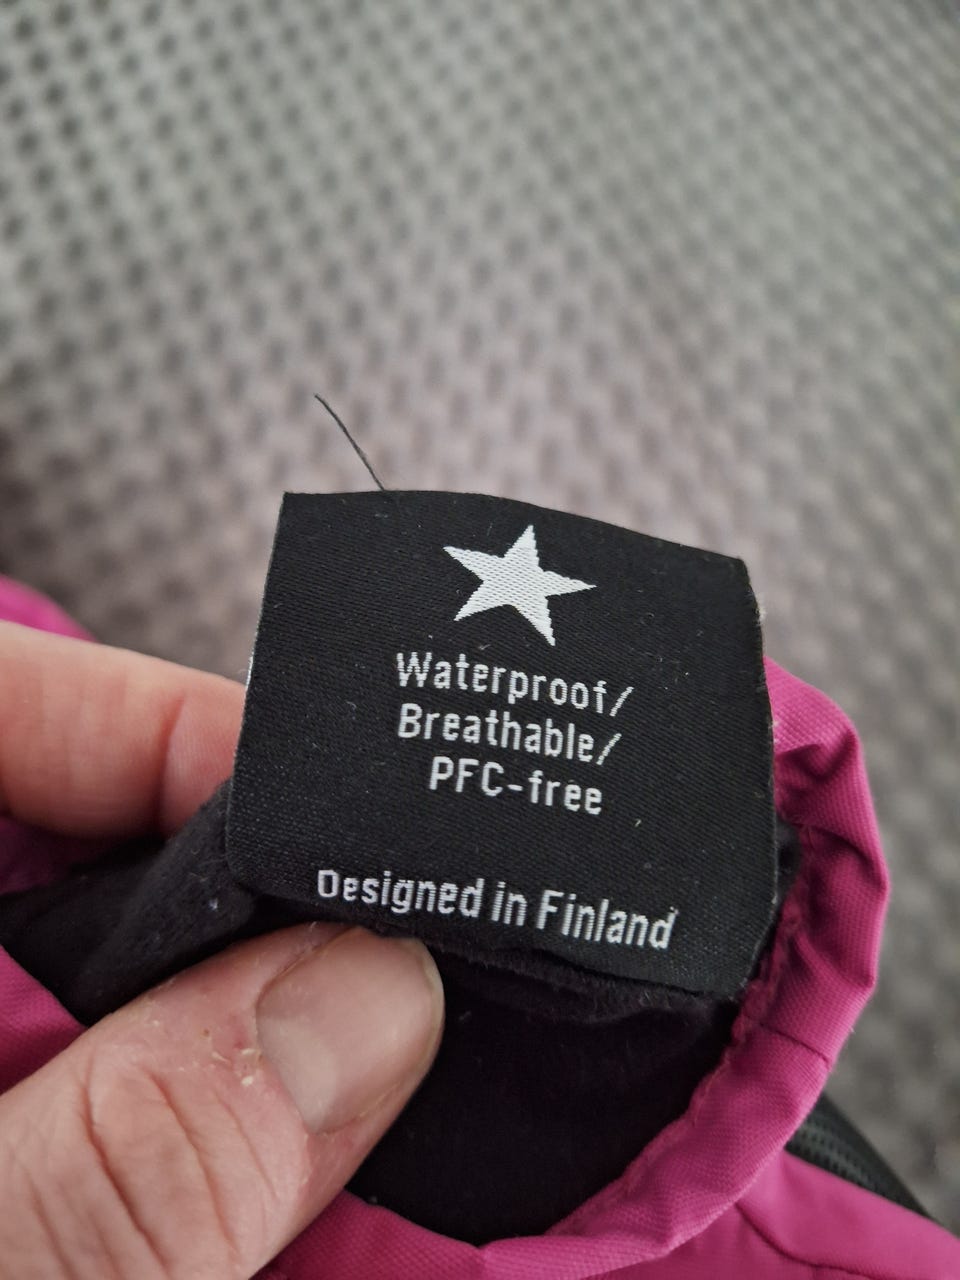 Waterproof/
Breathable/
PFC-free
Designed in Finland